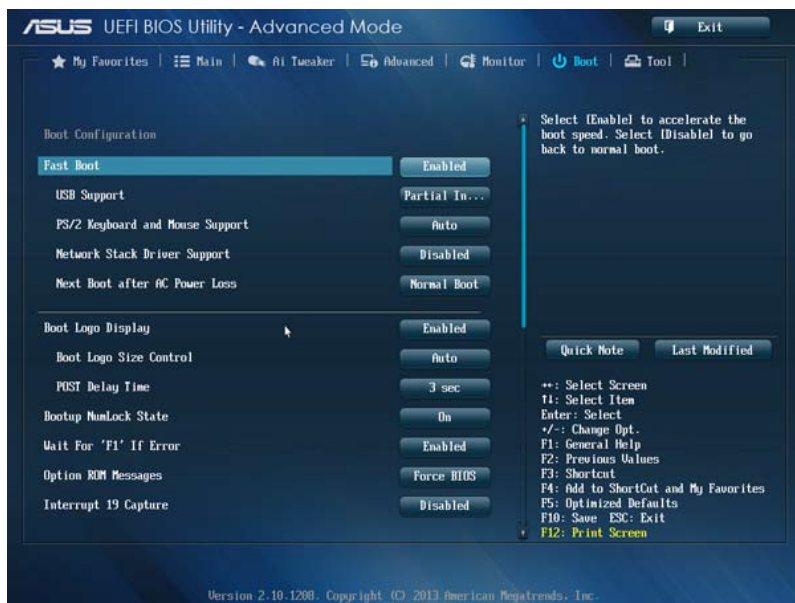 ASUS UEFI BIOS Utility - Advanced Mode
Exit
My Favorites | Main | Ai Tweaker | Advanced | Monitor | Boot | Tool |
Boot Configuration
Fast Boot Enabled
USB Support Partial In...
PS/2 Keyboard and Mouse Support Auto
Network Stack Driver Support Disabled
Next Boot after AC Power Loss Normal Boot
Boot Logo Display Enabled
Boot Logo Size Control Auto
POST Delay Time 3 sec
Bootup NumLock State On
Wait For 'F1' If Error Enabled
Option ROM Messages Force BIOS
Interrupt 19 Capture Disabled
Select [Enable] to accelerate the
boot speed. Select [Disable] to go
back to normal boot.
Quick Note Last Modified
→←: Select Screen
↑↓: Select Item
Enter: Select
+/-: Change Opt.
F1: General Help
F2: Previous Values
F3: Shortcut
F4: Add to ShortCut and My Favorites
F5: Optimized Defaults
F10: Save ESC: Exit
F12: Print Screen
Version 2.10.1208. Copyright (C) 2013 American Megatrends, Inc.